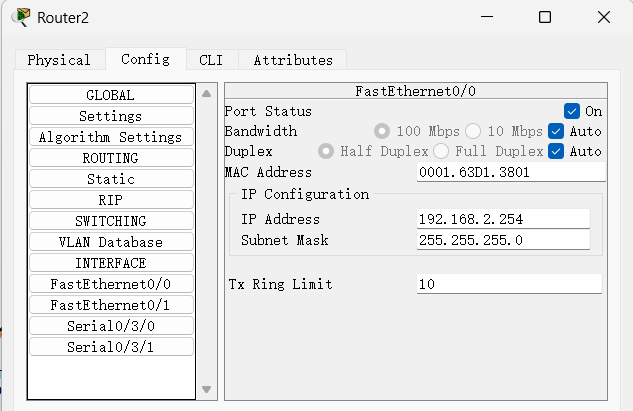 Router2
Physical Config CLI Attributes
GLOBAL
Settings
Algorithm Settings
ROUTING
Static
RIP
SWITCHING
VLAN Database
INTERFACE
FastEthernet0/0
FastEthernet0/1
Serial0/3/0
Serial0/3/1
FastEthernet0/0
Port Status On
Bandwidth 100 Mbps 10 Mbps Auto
Duplex Half Duplex Full Duplex Auto
MAC Address 0001.63D1.3801
IP Configuration
IP Address 192.168.2.254
Subnet Mask 255.255.255.0
Tx Ring Limit 10